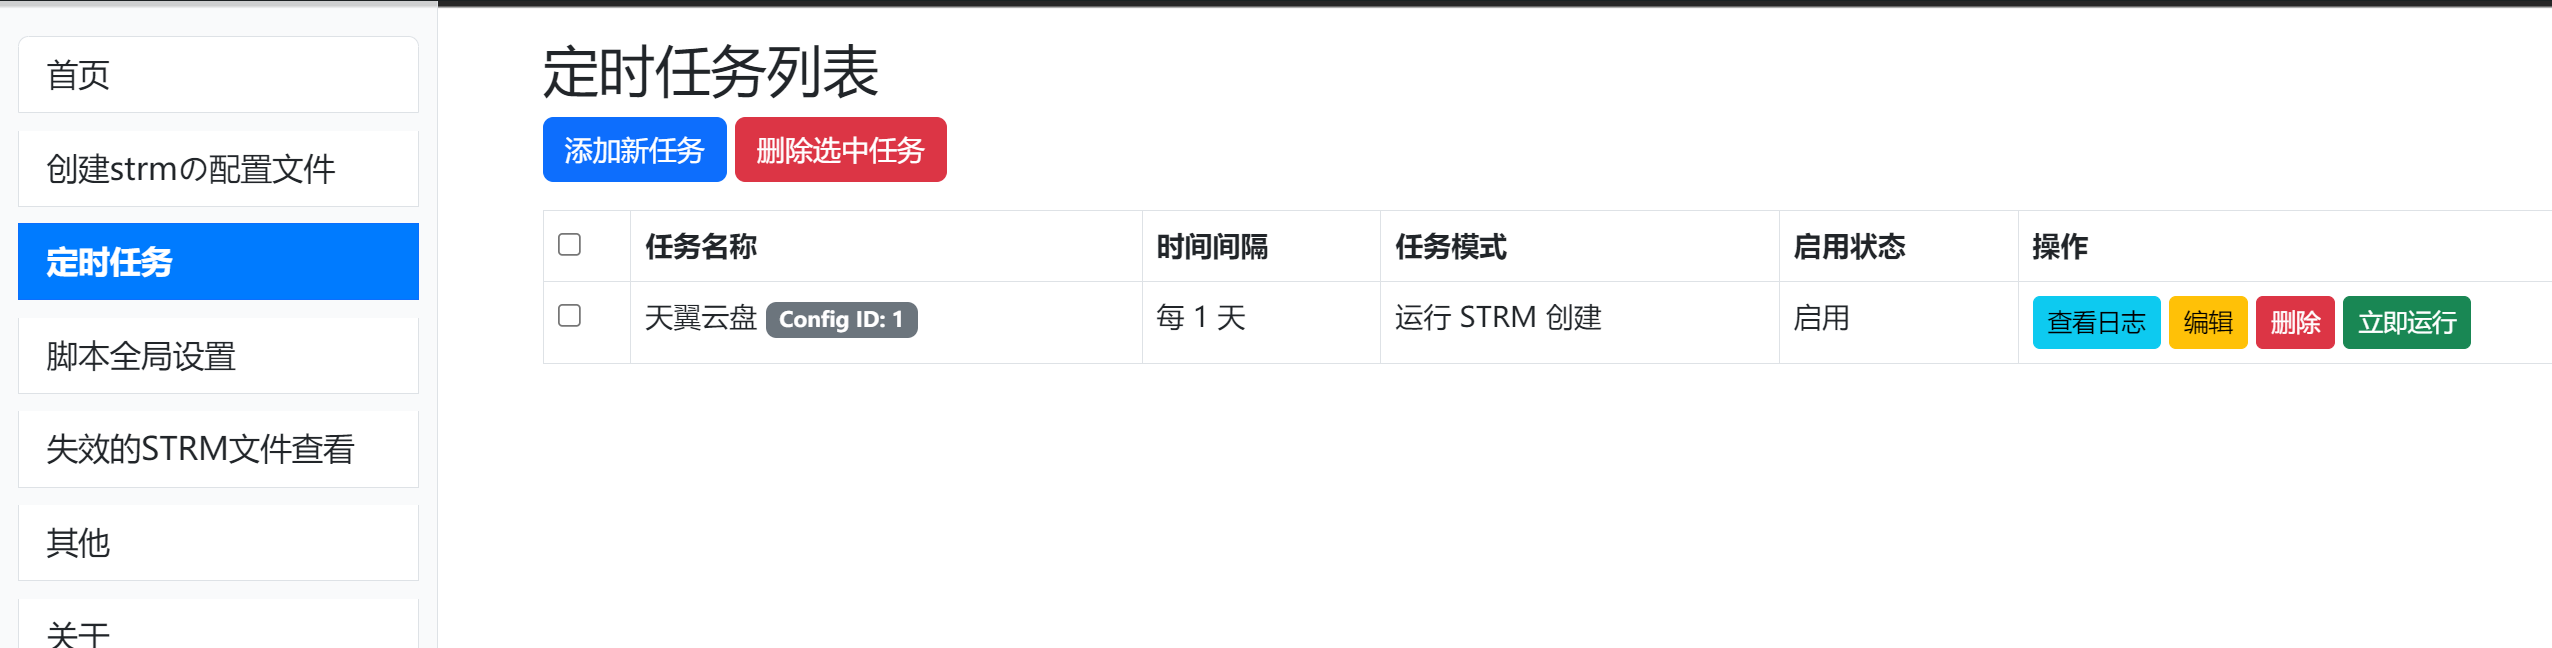 首页
创建strmの配置文件
定时任务
脚本全局设置
失效的STRM文件查看
其他
关于
定时任务列表
添加新任务 删除选中任务
任务名称 时间间隔 任务模式 启用状态 操作
天翼云盘 Config ID: 1 每 1 天 运行 STRM 创建 启用 查看日志 编辑 删除 立即运行